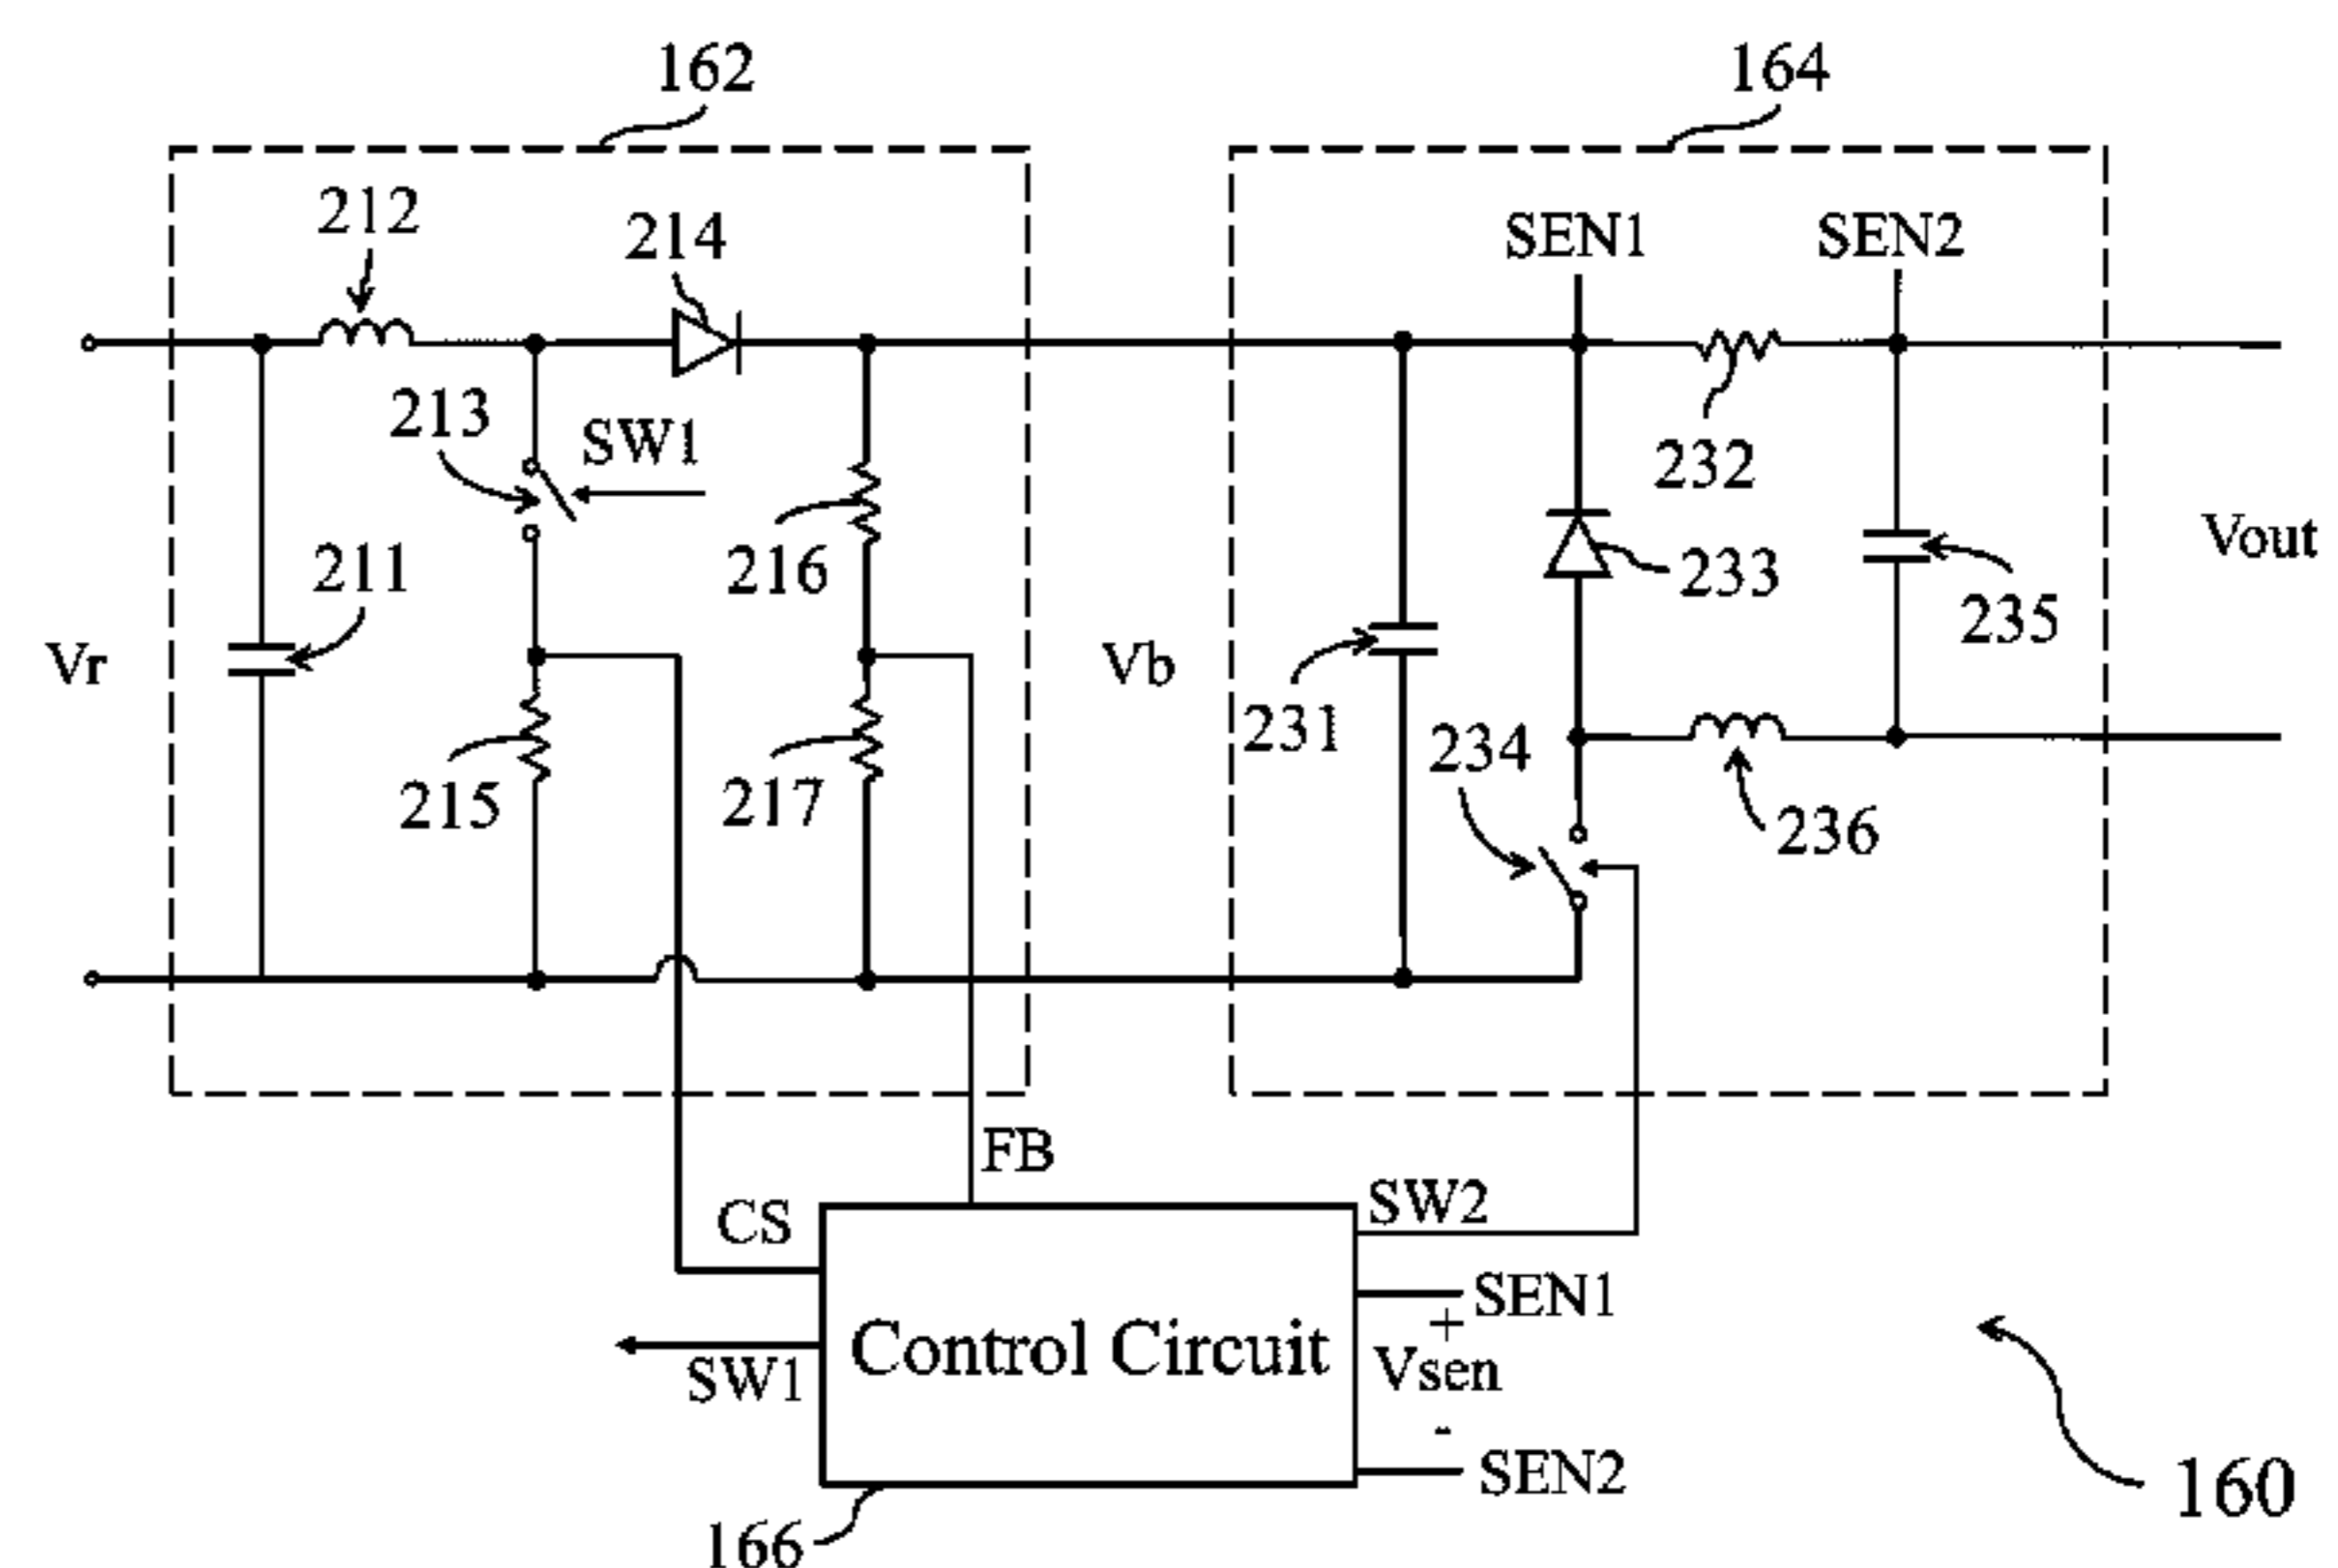 162
164
212
214
SEN1
SEN2
213
SW1
232
216
233
Vout
211
235
Vr
Vb
231
234
215
217
236
FB
CS
SW2
SEN1
+
Control Circuit
Vsen
SW1
-
SEN2
160
166